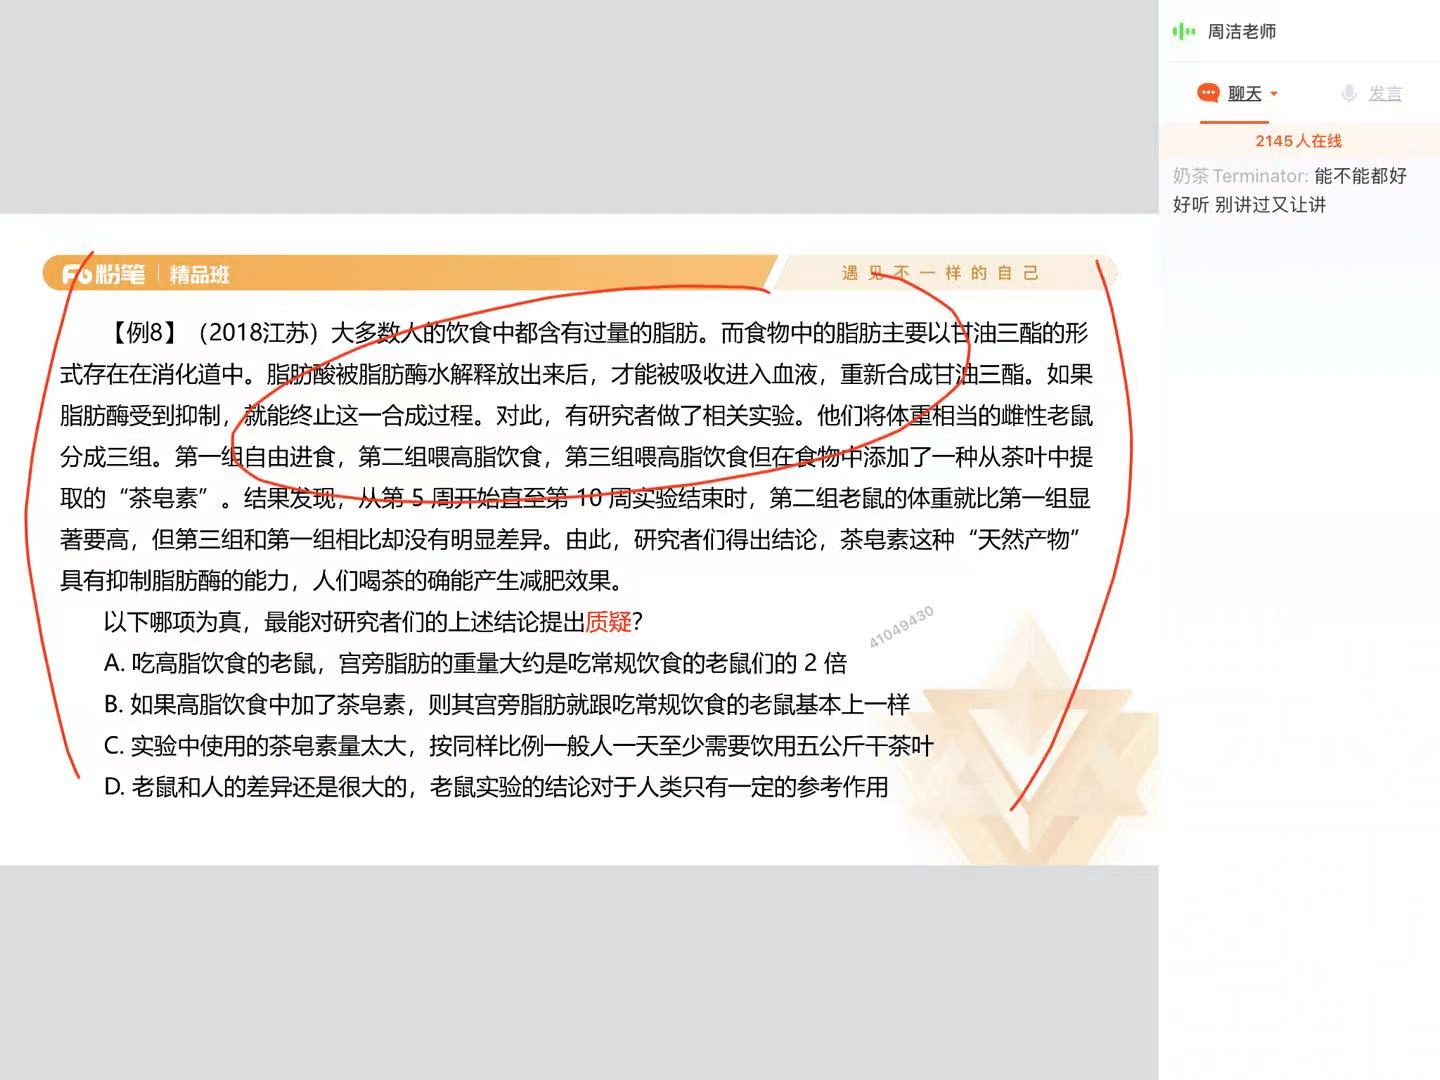 粉笔 | 精品班
遇见不一样的自己
【例8】（2018江苏）大多数人的饮食中都含有过量的脂肪。而食物中的脂肪主要以甘油三酯的形
式存在在消化道中。脂肪酸被脂肪酶水解释放出来后，才能被吸收进入血液，重新合成甘油三酯。如果
脂肪酶受到抑制，就能终止这一合成过程。对此，有研究者做了相关实验。他们将体重相当的雌性老鼠
分成三组。第一组自由进食，第二组喂高脂饮食，第三组喂高脂饮食但在食物中添加了一种从茶叶中提
取的“茶皂素”。结果发现，从第 5 周开始直至第 10 周实验结束时，第二组老鼠的体重就比第一组显
著要高，但第三组和第一组相比却没有明显差异。由此，研究者们得出结论，茶皂素这种“天然产物”
具有抑制脂肪酶的能力，人们喝茶的确能产生减肥效果。
以下哪项为真，最能对研究者们的上述结论提出质疑？
A. 吃高脂饮食的老鼠，宫旁脂肪的重量大约是吃常规饮食的老鼠们的 2 倍
B. 如果高脂饮食中加了茶皂素，则其宫旁脂肪就跟吃常规饮食的老鼠基本上一样
C. 实验中使用的茶皂素量太大，按同样比例一般人一天至少需要饮用五公斤干茶叶
D. 老鼠和人的差异还是很大的，老鼠实验的结论对于人类只有一定的参考作用
41049430
周洁老师
聊天
发言
2145人在线
奶茶Terminator: 能不能都好
好听 别讲过又让讲